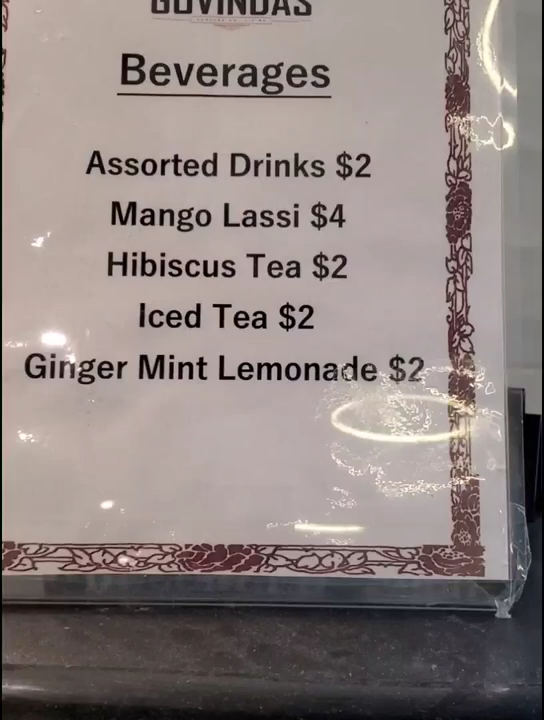 GOVINDAS
Beverages
Assorted Drinks $2
Mango Lassi $4
Hibiscus Tea $2
Iced Tea $2
Ginger Mint Lemonade $2